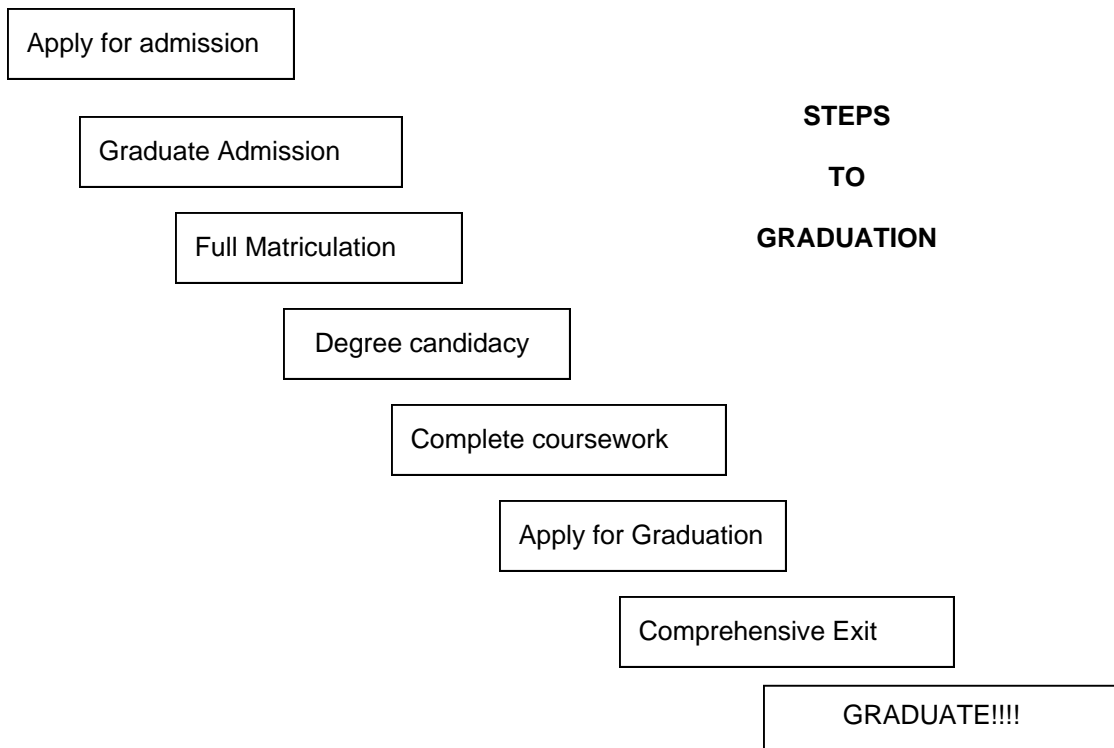 Apply for admission
STEPS
TO
GRADUATION
Graduate Admission
Full Matriculation
Degree candidacy
Complete coursework
Apply for Graduation
Comprehensive Exit
GRADUATE!!!!